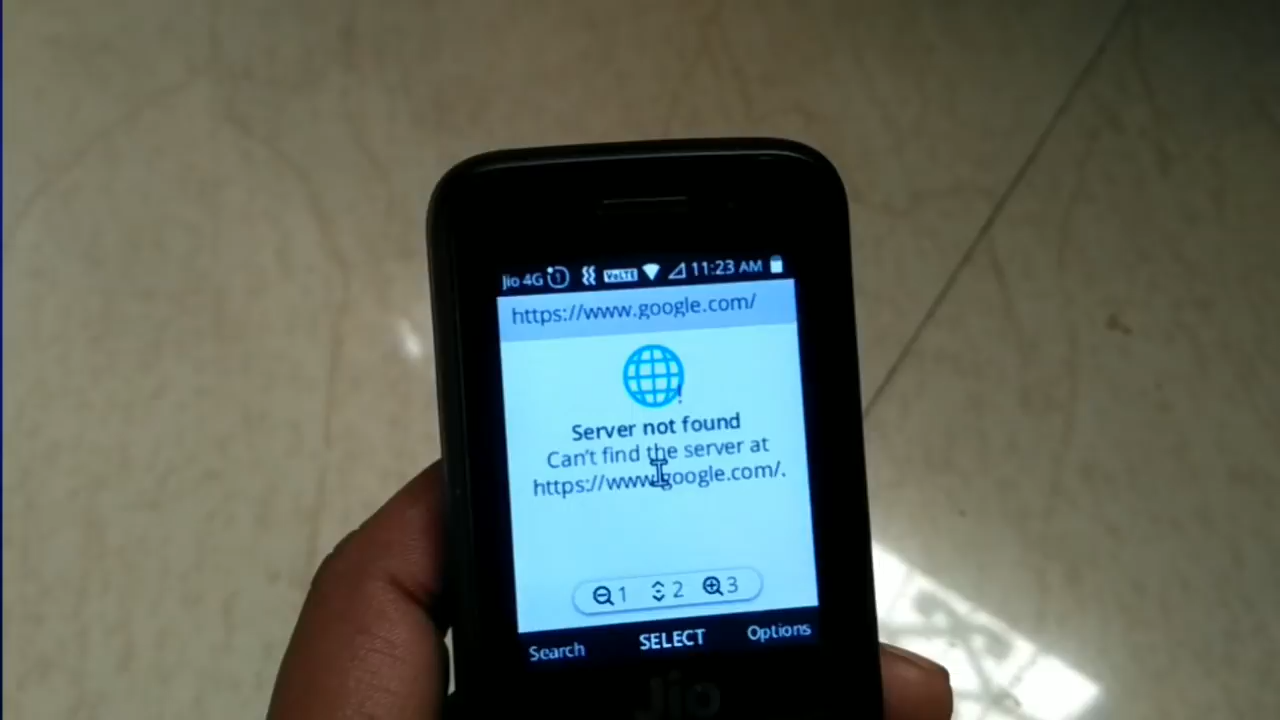 Jio 4G 1 VoLTE 11:23 AM
https://www.google.com/
!
Server not found
Can't find the server at
https://www.google.com/.
1 2 3
Search SELECT Options
Jio